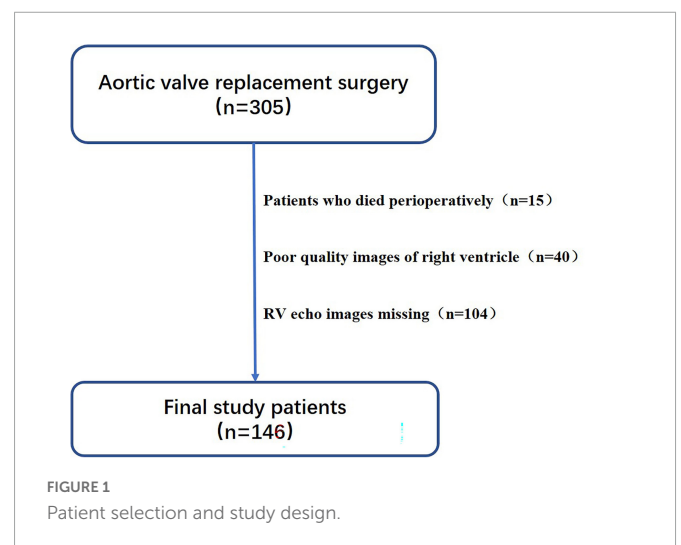 Aortic valve replacement surgery
(n=305)
Patients who died perioperatively（n=15）
Poor quality images of right ventricle（n=40）
RV echo images missing（n=104）
Final study patients
(n=146)
FIGURE 1
Patient selection and study design.